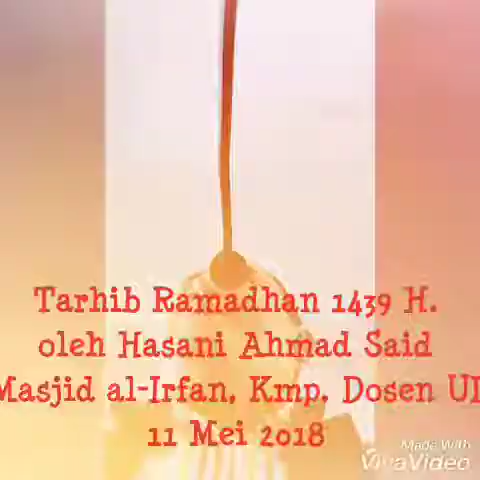 Tarhib Ramadhan 1439 H.
oleh Hasani Ahmad Said
Masjid al-Irfan, Kmp. Dosen UI
11 Mei 2018
Made With
VivaVideo